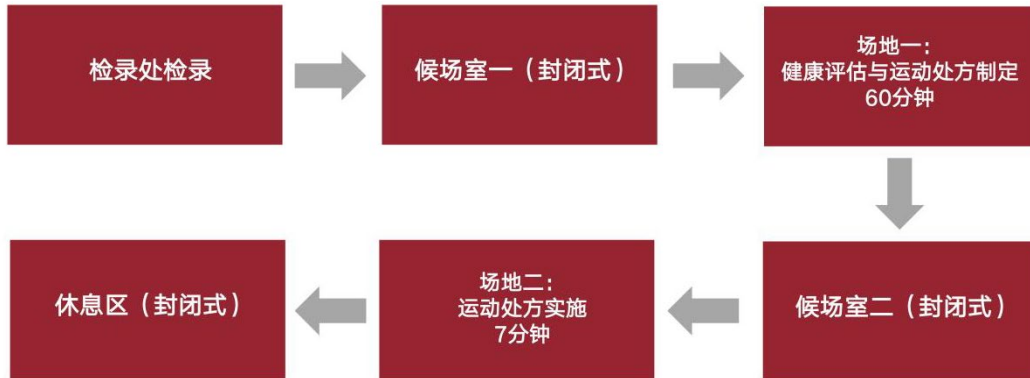 检录处检录
候场室一（封闭式）
场地一：
健康评估与运动处方制定
60分钟
候场室二（封闭式）
场地二：
运动处方实施
7分钟
休息区（封闭式）